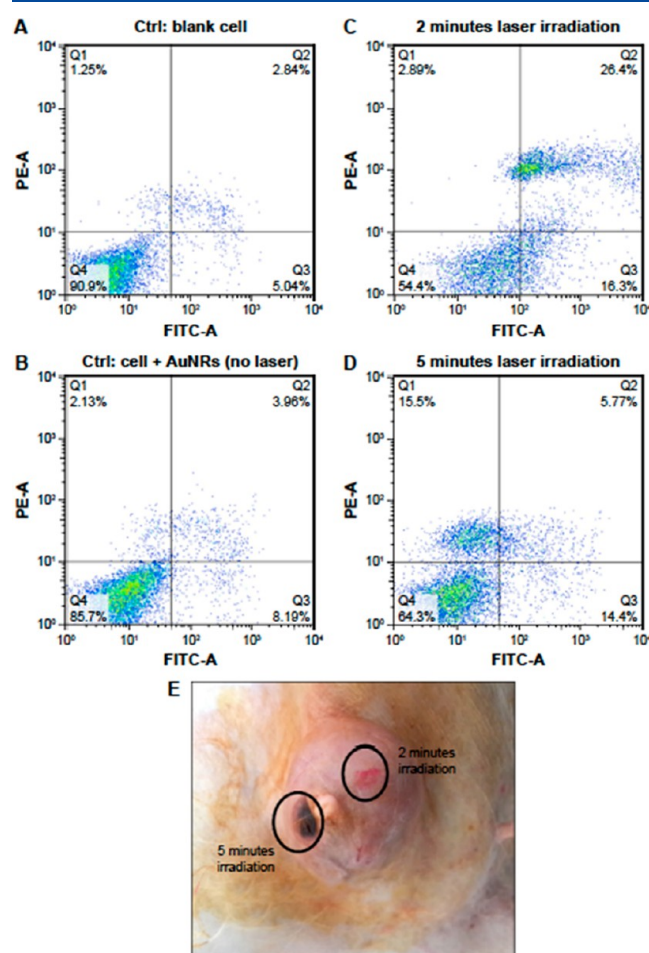 A
Ctrl: blank cell
Q1
1.25%
Q2
2.84%
Q4
90.9%
Q3
5.04%
10⁴
10³
10²
10¹
10⁰
PE-A
10⁰ 10¹ 10² 10³ 10⁴
FITC-A
C
2 minutes laser irradiation
Q1
2.89%
Q2
26.4%
Q4
54.4%
Q3
16.3%
10⁴
10³
10²
10¹
10⁰
PE-A
10⁰ 10¹ 10² 10³ 10⁴
FITC-A
B
Ctrl: cell + AuNRs (no laser)
Q1
2.13%
Q2
3.96%
Q4
85.7%
Q3
8.19%
10⁴
10³
10²
10¹
10⁰
PE-A
10⁰ 10¹ 10² 10³ 10⁴
FITC-A
D
5 minutes laser irradiation
Q1
15.5%
Q2
5.77%
Q4
64.3%
Q3
14.4%
10⁴
10³
10²
10¹
10⁰
PE-A
10⁰ 10¹ 10² 10³ 10⁴
FITC-A
E
2 minutes
irradiation
5 minutes
irradiation